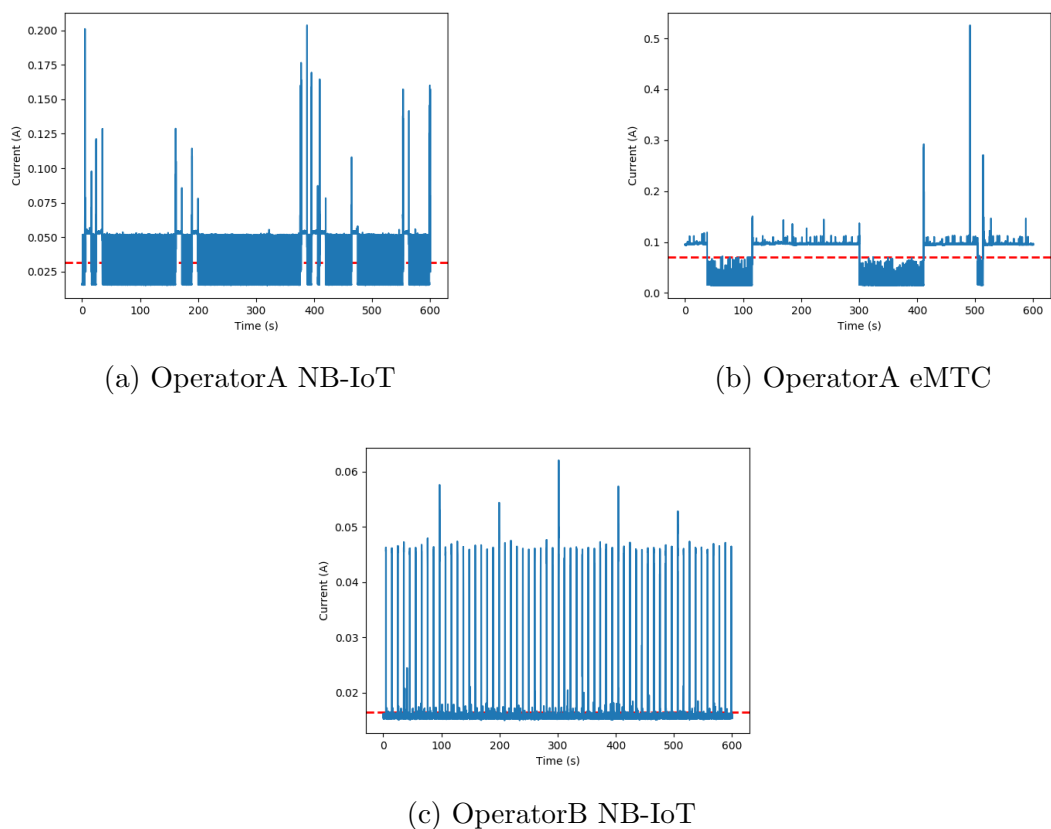 0.200
0.175
0.150
0.125
0.100
0.075
0.050
0.025
Current (A)
0 100 200 300 400 500 600
Time (s)
(a) OperatorA NB-IoT
0.5
0.4
0.3
0.2
0.1
0.0
Current (A)
0 100 200 300 400 500 600
Time (s)
(b) OperatorA eMTC
0.06
0.05
0.04
0.03
0.02
Current (A)
0 100 200 300 400 500 600
Time (s)
(c) OperatorB NB-IoT